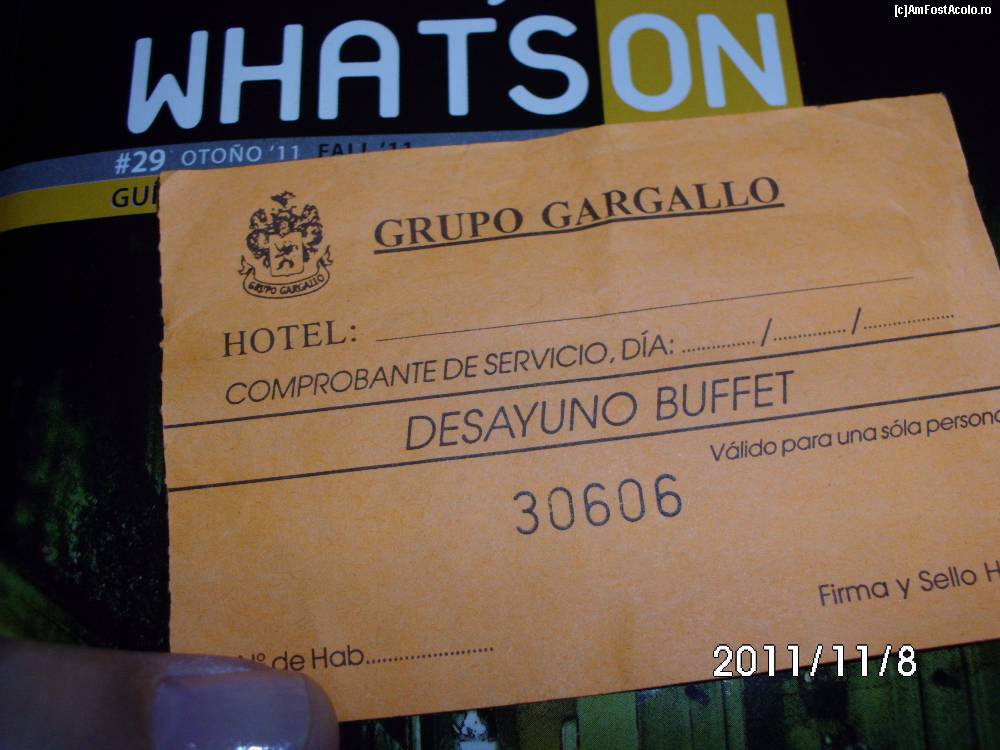 [c]AmFostAcolo.ro
WHATSON
#29 OTOÑO '11 FALL '11
GUÍ
GRUPO GARGALLO
GRUPO GARGALLO
HOTEL:
COMPROBANTE DE SERVICIO, DÍA: ............... / ............... / ...................
DESAYUNO BUFFET
Válido para una sóla persona
30606
Firma y Sello H
Nº de Hab..........................
2011/11/8